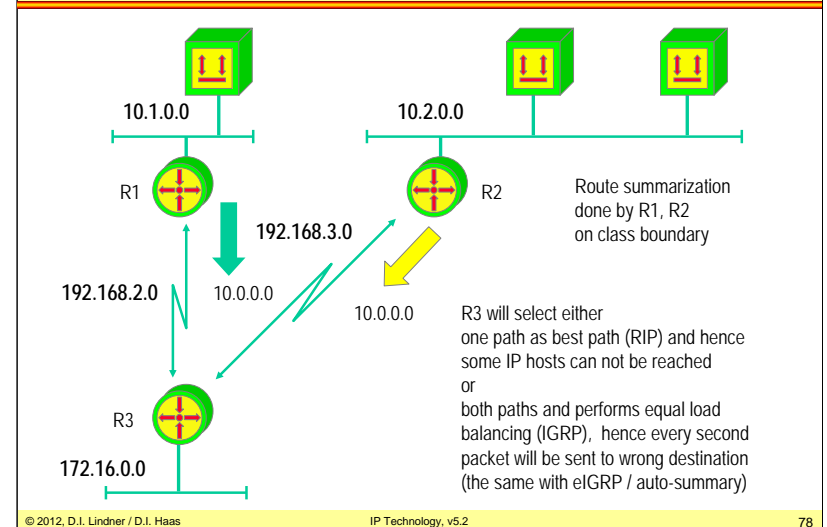 10.1.0.0
10.2.0.0
R1
R2
Route summarization
done by R1, R2
on class boundary
192.168.3.0
192.168.2.0
10.0.0.0
10.0.0.0
R3 will select either
one path as best path (RIP) and hence
some IP hosts can not be reached
or
both paths and performs equal load
balancing (IGRP), hence every second
packet will be sent to wrong destination
(the same with eIGRP / auto-summary)
R3
172.16.0.0
© 2012, D.I. Lindner / D.I. Haas
IP Technology, v5.2
78